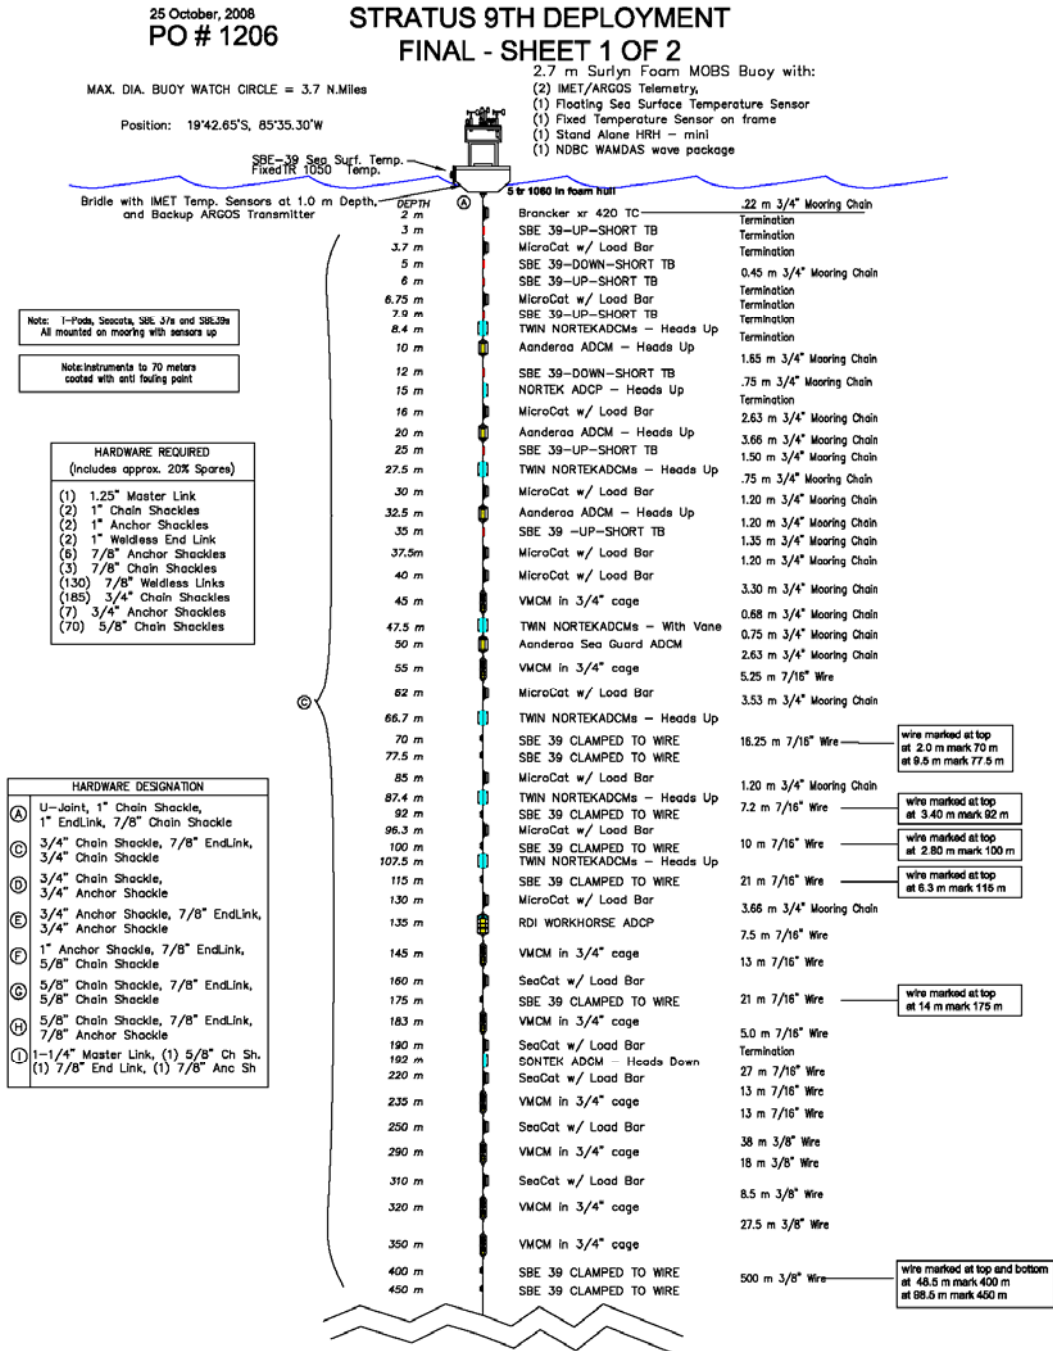 25 October, 2008
PO # 1206
STRATUS 9TH DEPLOYMENT
FINAL - SHEET 1 OF 2
MAX. DIA. BUOY WATCH CIRCLE = 3.7 N.Miles
Position: 19°42.65'S, 85°35.30'W
2.7 m Surlyn Foam MOBS Buoy with:
(2) IMET/ARGOS Telemetry,
(1) Floating Sea Surface Temperature Sensor
(1) Fixed Temperature Sensor on frame
(1) Stand Alane HRH - mini
(1) NDBC WAMDAS wave package
SBE-39 Sea Surf. Temp.
FixedTR 1050 Temp.
5 tr 1060 in foam hull
Bridle with IMET Temp. Sensors at 1.0 m Depth,
and Backup ARGOS Transmitter
A
DEPTH
.22 m 3/4" Mooring Chain
2 m Brancker xr 420 TC
Termination
3 m SBE 39-UP-SHORT TB
Termination
3.7 m MicroCat w/ Load Bar
Termination
5 m SBE 39-DOWN-SHORT TB
0.45 m 3/4" Mooring Chain
6 m SBE 39-UP-SHORT TB
Termination
6.75 m MicroCat w/ Load Bar
Termination
7.9 m SBE 39-UP-SHORT TB
Termination
8.4 m TWIN NORTEKADCMs - Heads Up
Termination
10 m Aanderaa ADCM - Heads Up
1.65 m 3/4" Mooring Chain
12 m SBE 39-DOWN-SHORT TB
.75 m 3/4" Mooring Chain
15 m NORTEK ADCP - Heads Up
Termination
16 m MicroCat w/ Load Bar
2.63 m 3/4" Mooring Chain
20 m Aanderaa ADCM - Heads Up
3.66 m 3/4" Mooring Chain
25 m SBE 39-UP-SHORT TB
1.50 m 3/4" Mooring Chain
27.5 m TWIN NORTEKADCMs - Heads Up
.75 m 3/4" Mooring Chain
30 m MicroCat w/ Load Bar
1.20 m 3/4" Mooring Chain
32.5 m Aanderaa ADCM - Heads Up
1.20 m 3/4" Mooring Chain
35 m SBE 39 -UP-SHORT TB
1.35 m 3/4" Mooring Chain
37.5m MicroCat w/ Load Bar
1.20 m 3/4" Mooring Chain
40 m MicroCat w/ Load Bar
3.30 m 3/4" Mooring Chain
45 m VMCM in 3/4" cage
0.68 m 3/4" Mooring Chain
47.5 m TWIN NORTEKADCMs - With Vane
0.75 m 3/4" Mooring Chain
50 m Aanderaa Sea Guard ADCM
2.63 m 3/4" Mooring Chain
55 m VMCM in 3/4" cage
5.25 m 7/16" Wire
62 m MicroCat w/ Load Bar
3.53 m 3/4" Mooring Chain
66.7 m TWIN NORTEKADCMs - Heads Up
70 m SBE 39 CLAMPED TO WIRE
16.25 m 7/16" Wire
wire marked at top
at 2.0 m mark 70 m
at 9.5 m mark 77.5 m
77.5 m SBE 39 CLAMPED TO WIRE
85 m MicroCat w/ Load Bar
1.20 m 3/4" Mooring Chain
87.4 m TWIN NORTEKADCMs - Heads Up
7.2 m 7/16" Wire
wire marked at top
at 3.40 m mark 92 m
92 m SBE 39 CLAMPED TO WIRE
96.3 m MicroCat w/ Load Bar
10 m 7/16" Wire
wire marked at top
at 2.80 m mark 100 m
100 m SBE 39 CLAMPED TO WIRE
107.5 m TWIN NORTEKADCMs - Heads Up
115 m SBE 39 CLAMPED TO WIRE
21 m 7/16" Wire
wire marked at top
at 6.3 m mark 115 m
130 m MicroCat w/ Load Bar
3.66 m 3/4" Mooring Chain
135 m RDI WORKHORSE ADCP
7.5 m 7/16" Wire
145 m VMCM in 3/4" cage
13 m 7/16" Wire
160 m SeaCat w/ Load Bar
175 m SBE 39 CLAMPED TO WIRE
21 m 7/16" Wire
wire marked at top
at 14 m mark 175 m
183 m VMCM in 3/4" cage
5.0 m 7/16" Wire
190 m SeaCat w/ Load Bar
Termination
192 m SONTEK ADCM - Heads Down
27 m 7/16" Wire
220 m SeaCat w/ Load Bar
13 m 7/16" Wire
235 m VMCM in 3/4" cage
13 m 7/16" Wire
250 m SeaCat w/ Load Bar
38 m 3/8" Wire
290 m VMCM in 3/4" cage
18 m 3/8" Wire
310 m SeaCat w/ Load Bar
8.5 m 3/8" Wire
320 m VMCM in 3/4" cage
27.5 m 3/8" Wire
350 m VMCM in 3/4" cage
400 m SBE 39 CLAMPED TO WIRE
500 m 3/8" Wire
wire marked at top and bottom
at 48.5 m mark 400 m
at 98.5 m mark 450 m
450 m SBE 39 CLAMPED TO WIRE
C
Note: T-Pods, Seacats, SBE 37s and SBE39s
All mounted on mooring with sensors up
Note:Instruments to 70 meters
coated with anti fouling paint
HARDWARE REQUIRED
(includes approx. 20% Spares)
(1) 1.25" Master Link
(2) 1" Chain Shackles
(2) 1" Anchor Shackles
(2) 1" Weldless End Link
(6) 7/8" Anchor Shackles
(3) 7/8" Chain Shackles
(130) 7/8" Weldless Links
(185) 3/4" Chain Shackles
(7) 3/4" Anchor Shackles
(70) 5/8" Chain Shackles
HARDWARE DESIGNATION
A U-Joint, 1" Chain Shackle,
1" EndLink, 7/8" Chain Shackle
C 3/4" Chain Shackle, 7/8" EndLink,
3/4" Chain Shackle
D 3/4" Chain Shackle,
3/4" Anchor Shackle
E 3/4" Anchor Shackle, 7/8" EndLink,
3/4" Anchor Shackle
F 1" Anchor Shackle, 7/8" EndLink,
5/8" Chain Shackle
G 5/8" Chain Shackle, 7/8" EndLink,
5/8" Chain Shackle
H 5/8" Chain Shackle, 7/8" EndLink,
7/8" Anchor Shackle
I 1-1/4" Master Link, (1) 5/8" Ch Sh.
(1) 7/8" End Link, (1) 7/8" Anc Sh